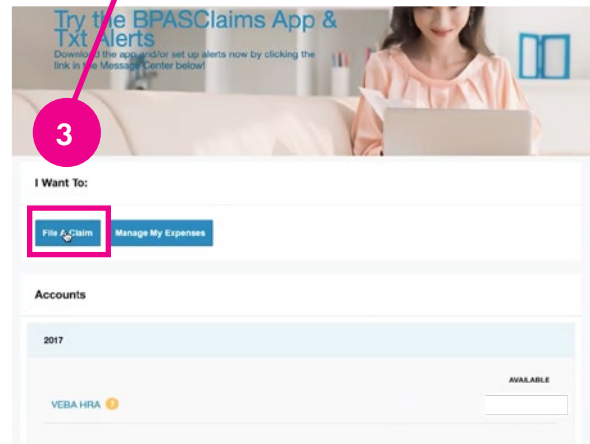 Try the BPASClaims App &
Txt Alerts
Download the app and/or set up alerts now by clicking the
link in the Message Center below!
3
I Want To:
File A Claim
Manage My Expenses
Accounts
2017
AVAILABLE
VEBA HRA ?